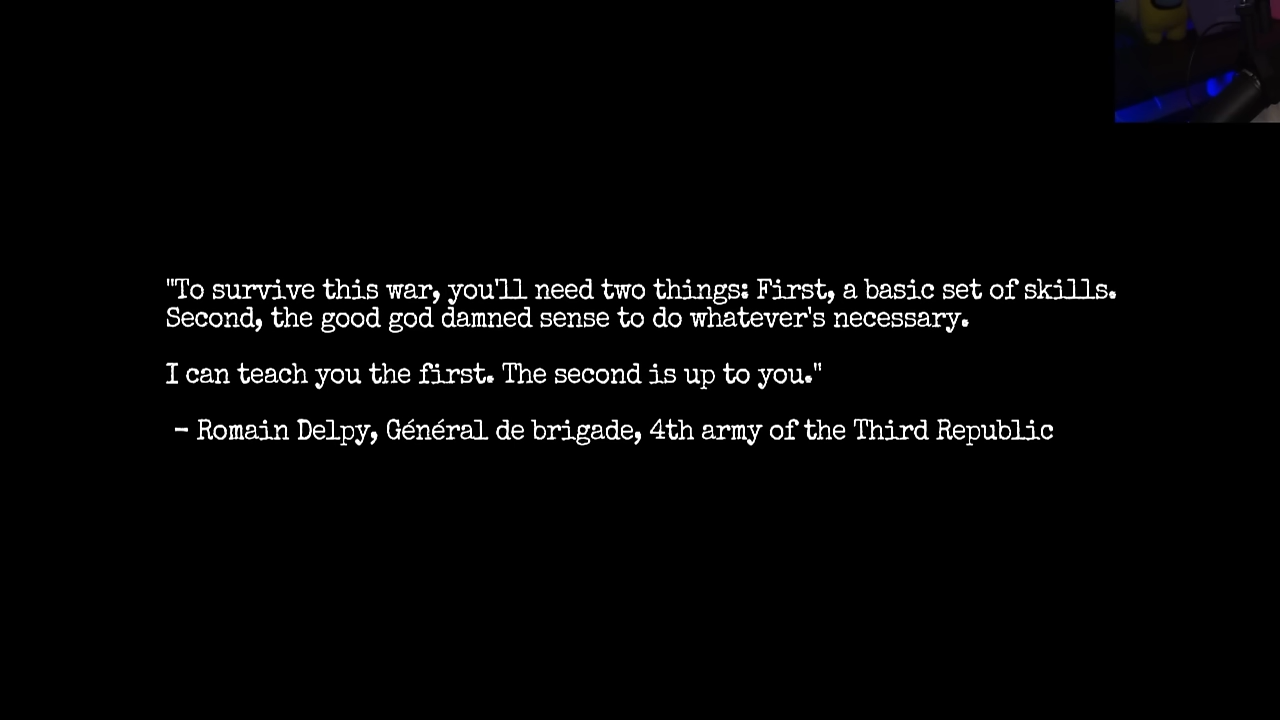 "To survive this war, you'll need two things: First, a basic set of skills.
Second, the good god damned sense to do whatever's necessary.
I can teach you the first. The second is up to you."
- Romain Delpy, Général de brigade, 4th army of the Third Republic